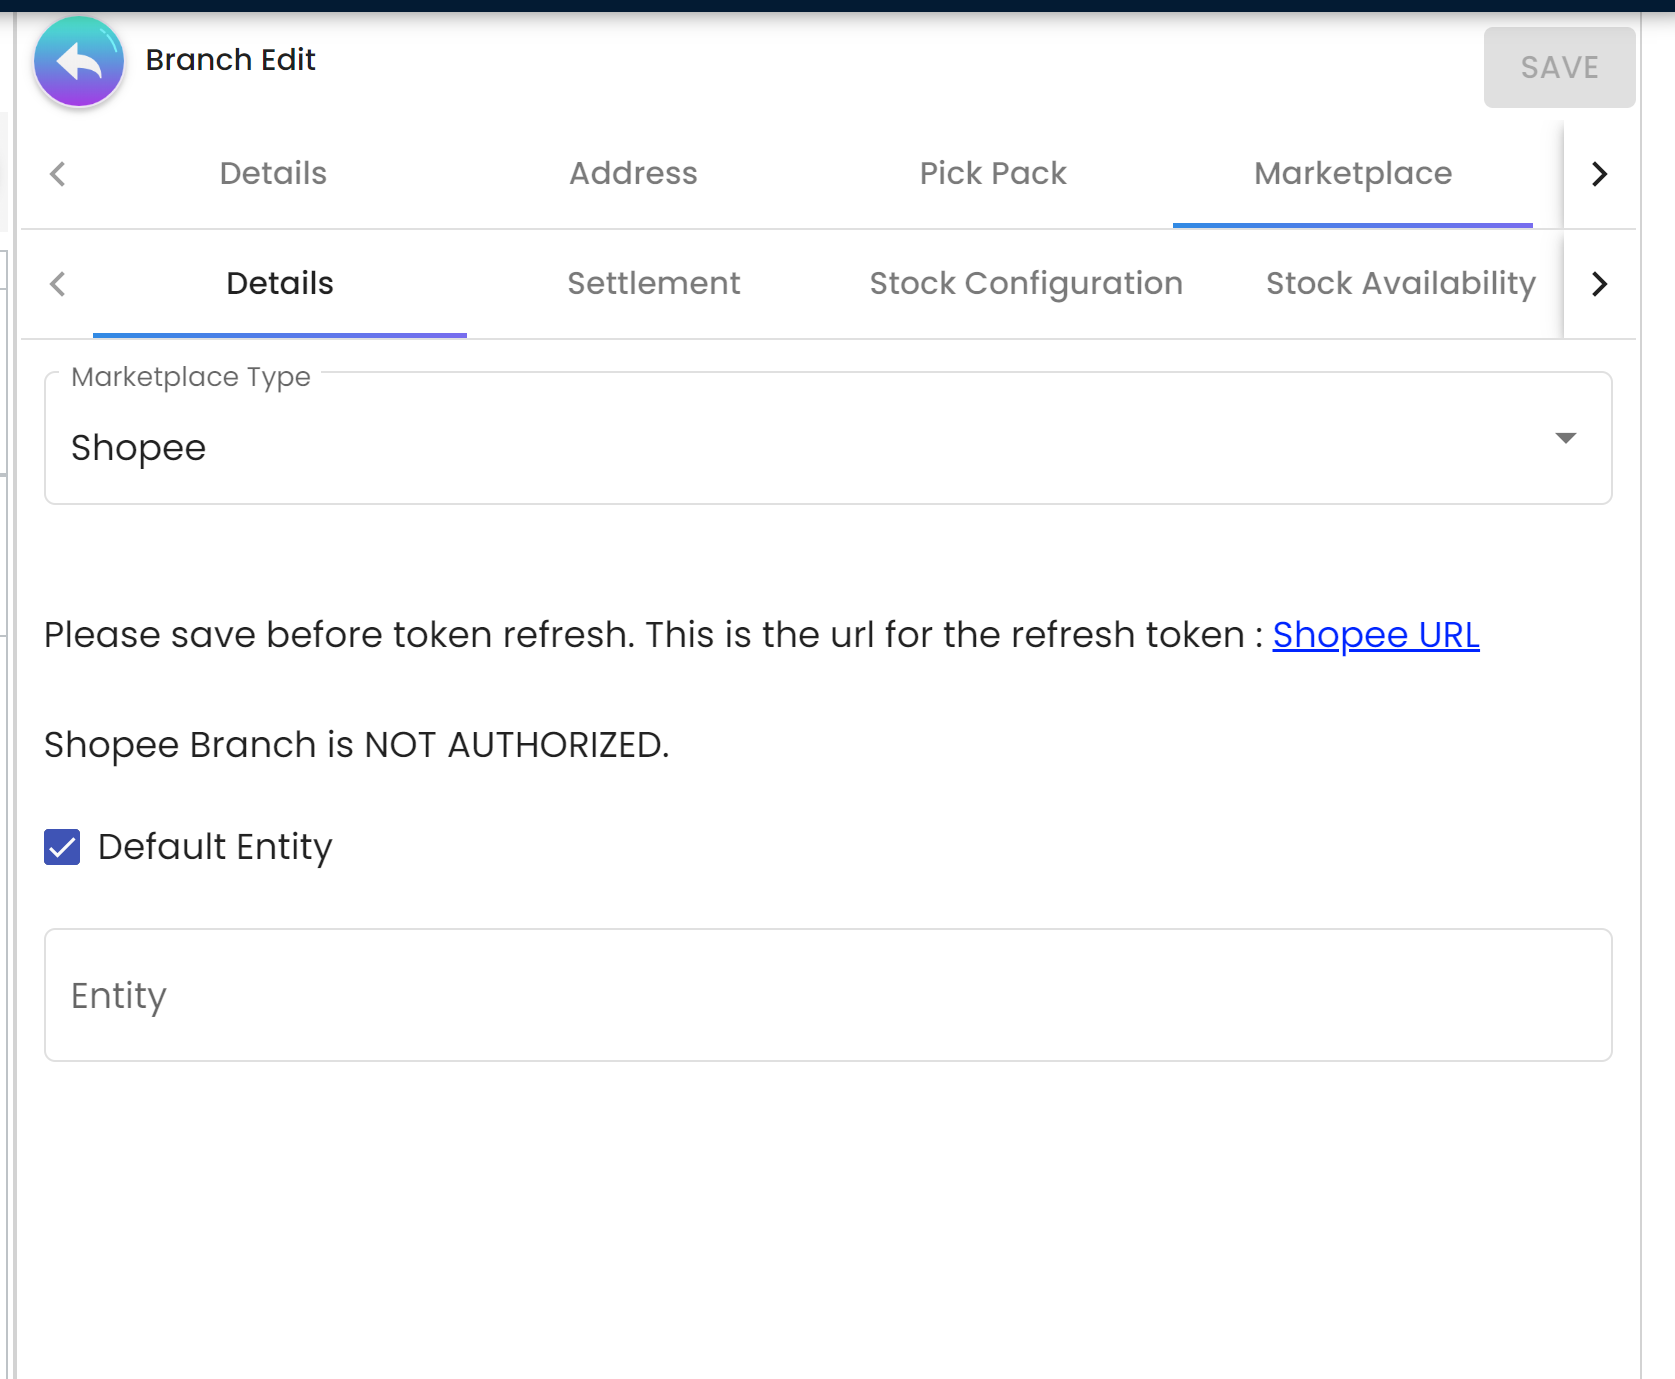 Branch Edit
SAVE
Details
Address
Pick Pack
Marketplace
Details
Settlement
Stock Configuration
Stock Availability
Marketplace Type
Shopee
Please save before token refresh. This is the url for the refresh token : Shopee URL
Shopee Branch is NOT AUTHORIZED.
Default Entity
Entity